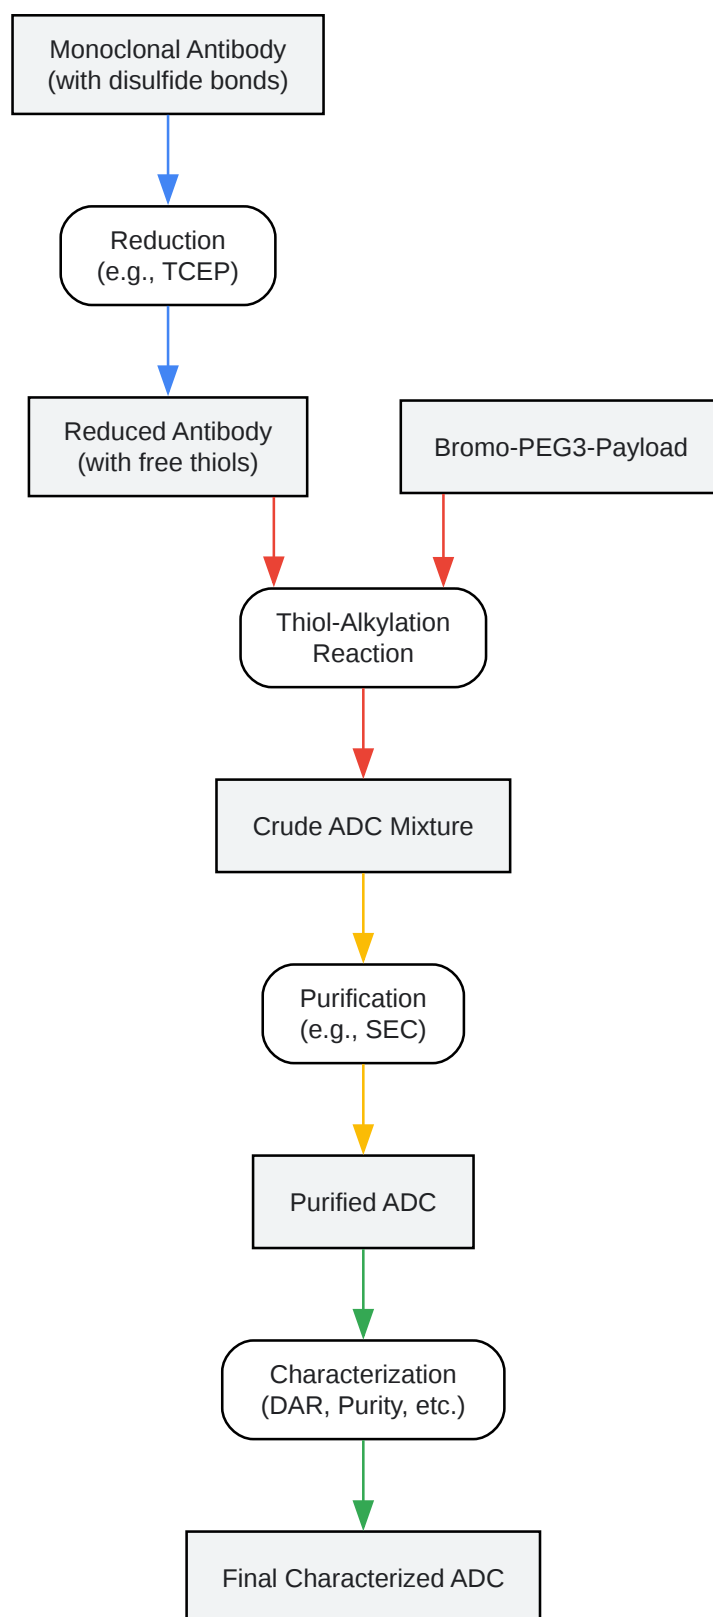 Monoclonal Antibody
(with disulfide bonds)
Reduction
(e.g., TCEP)
Reduced Antibody
(with free thiols)
Bromo-PEG3-Payload
Thiol-Alkylation
Reaction
Crude ADC Mixture
Purification
(e.g., SEC)
Purified ADC
Characterization
(DAR, Purity, etc.)
Final Characterized ADC